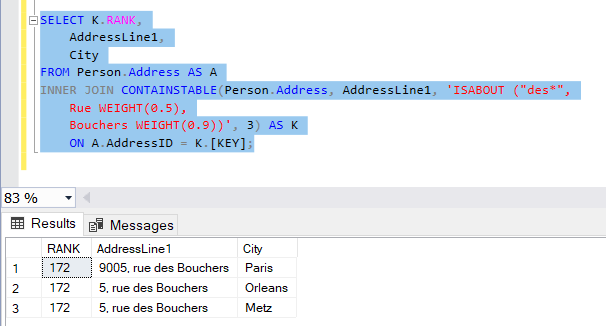 SELECT K.RANK,
AddressLine1,
City
FROM Person.Address AS A
INNER JOIN CONTAINSTABLE(Person.Address, AddressLine1, 'ISABOUT ("des*",
Rue WEIGHT(0.5),
Bouchers WEIGHT(0.9))', 3) AS K
ON A.AddressID = K.[KEY];
83 %
Results Messages
RANK AddressLine1 City
1 172 9005, rue des Bouchers Paris
2 172 5, rue des Bouchers Orleans
3 172 5, rue des Bouchers Metz